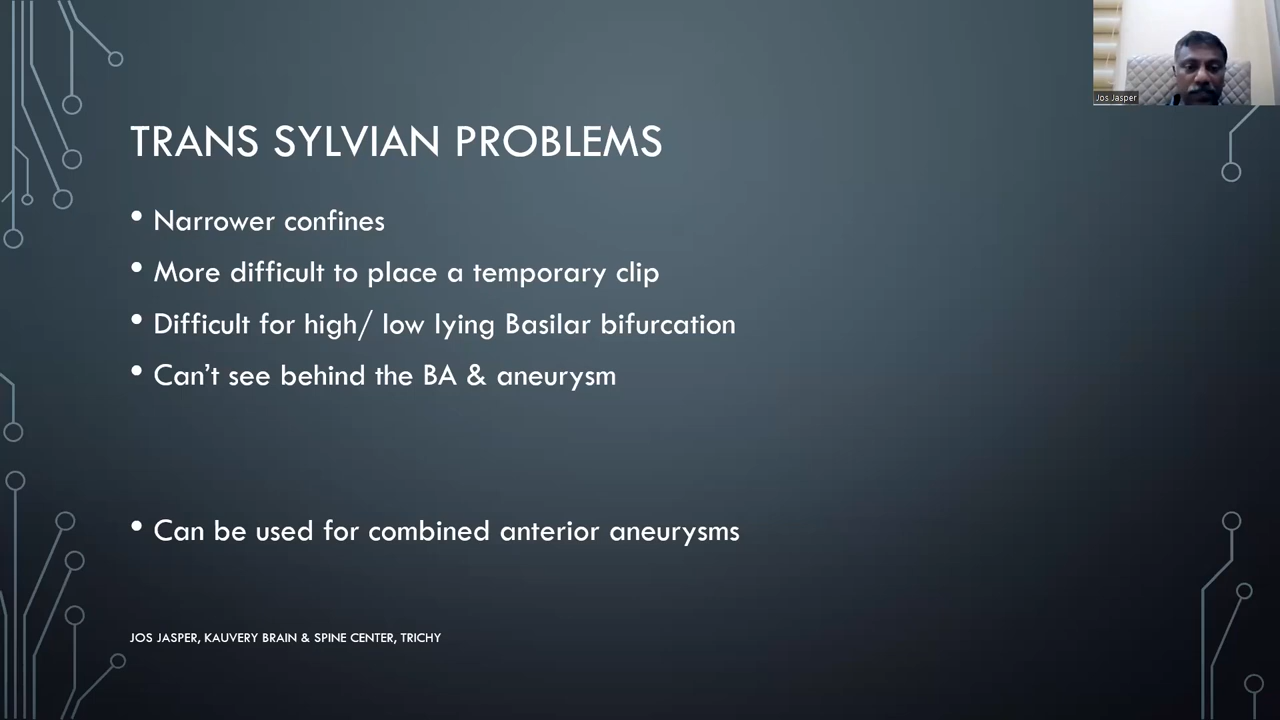 Jos Jasper
TRANS SYLVIAN PROBLEMS
• Narrower confines
• More difficult to place a temporary clip
• Difficult for high/ low lying Basilar bifurcation
• Can’t see behind the BA & aneurysm
• Can be used for combined anterior aneurysms
JOS JASPER, KAUVERY BRAIN & SPINE CENTER, TRICHY